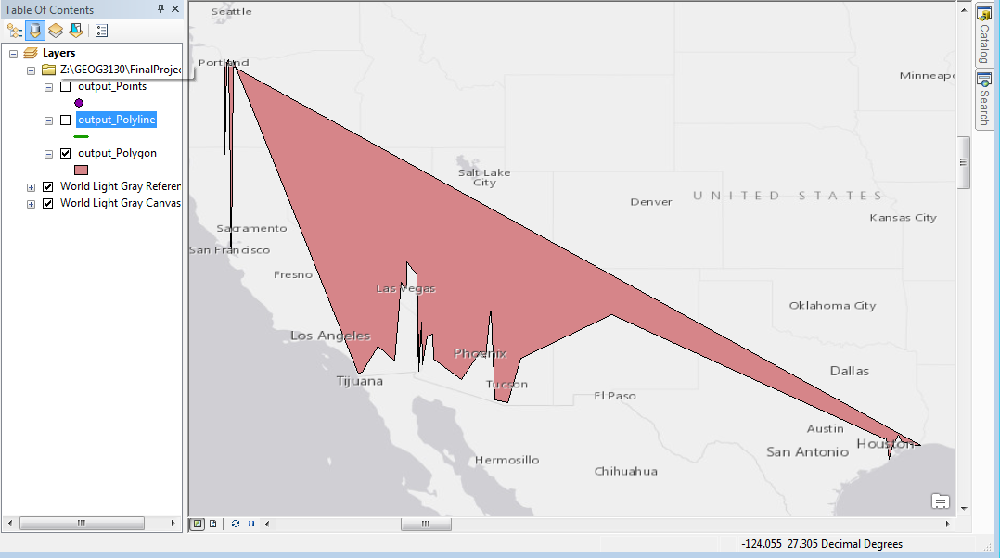 Table Of Contents
Layers
Z:\GEOG3130\FinalProjec
output_Points
output_Polyline
output_Polygon
World Light Gray Referer
World Light Gray Canvas
Seattle
Portland
Minneapo
Salt Lake
City
Denver
UNITED STATES
Kansas City
Sacramento
San Francisco
Fresno
Las Vegas
Oklahoma City
Los Angeles
Phoenix
Dallas
Tijuana
Tucson
El Paso
Austin
Houston
San Antonio
Hermosillo
Chihuahua
Catalog
Search
-124.055 27.305 Decimal Degrees